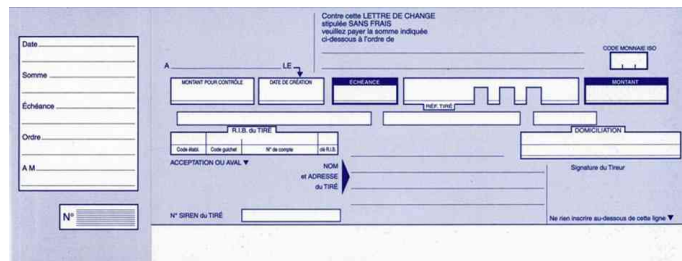 Contre cette LETTRE DE CHANGE
stipulée SANS FRAIS
veuillez payer la somme indiquée
ci-dessous à l'ordre de
CODE MONNAIE ISO
Date
Somme
Échéance
Ordre
A M
N°
A LE
MONTANT POUR CONTRÔLE DATE DE CRÉATION ECHEANCE MONTANT
RÉF. TIRÉ
R.I.B. du TIRÉ DOMICILIATION
Code établ. Code guichet N° de compte clé R.I.B.
ACCEPTATION OU AVAL ▼ NOM Signature du Tireur
et ADRESSE
du TIRÉ
N° SIREN du TIRÉ Ne rien inscrire au-dessous de cette ligne ▼